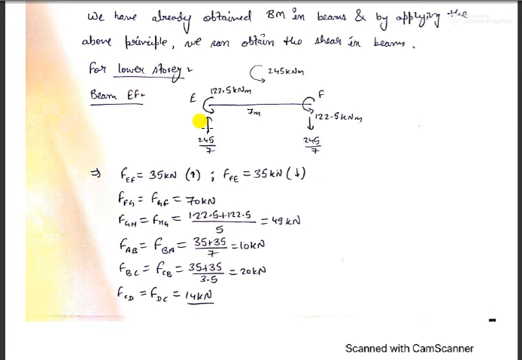 We have already obtained BM in beams & by applying the
above principle, we can obtain the shear in beams.
For lower storey:
245kNm
Beam EF:
E 122.5kNm F
7m 122.5kNm
245/7 245/7
⇒ F_EF = 35kN (↑) ; F_FE = 35kN (↓)
F_FG = F_GF = 70kN
F_GH = F_HG = (122.5+122.5)/5 = 49kN
F_AB = F_BA = (35+35)/7 = 10kN
F_BC = F_CB = (35+35)/3.5 = 20kN
F_CD = F_DC = 14kN
Scanned with CamScanner